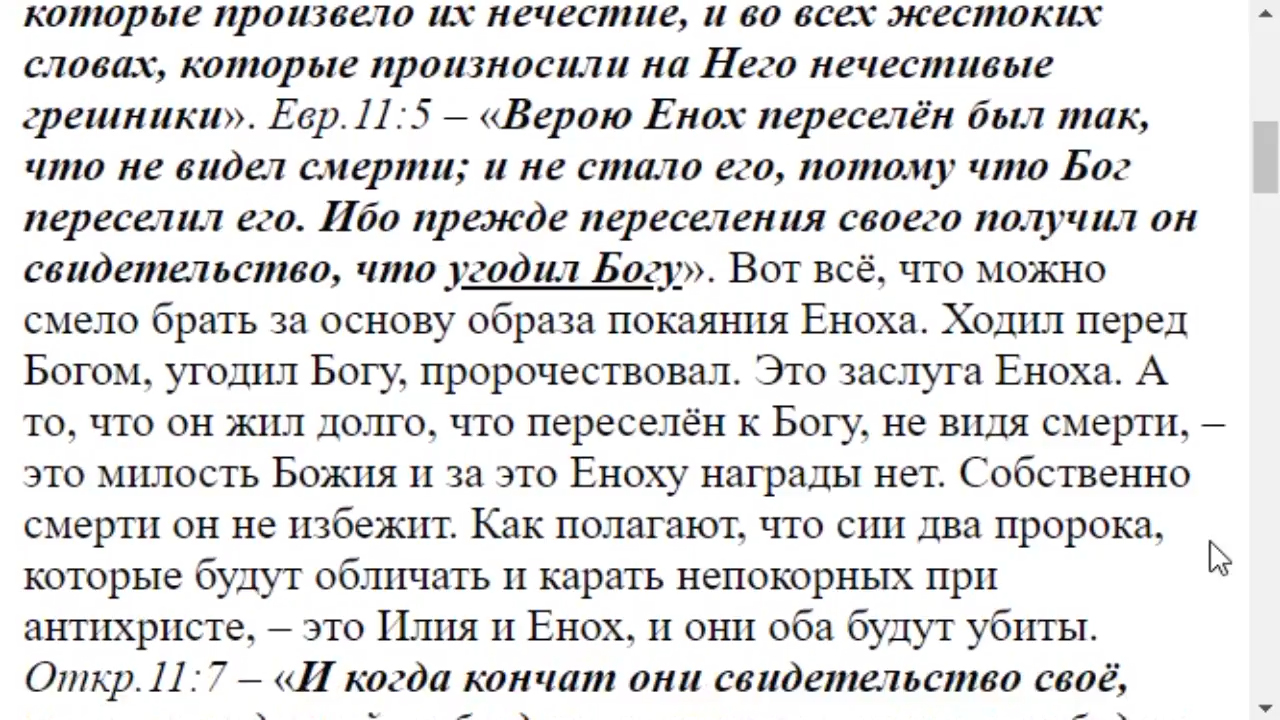 которые произвело их нечестие, и во всех жестоких
словах, которые произносили на Него нечестивые
грешники». Евр.11:5 – «Верою Енох переселён был так,
что не видел смерти; и не стало его, потому что Бог
переселил его. Ибо прежде переселения своего получил он
свидетельство, что угодил Богу». Вот всё, что можно
смело брать за основу образа покаяния Еноха. Ходил перед
Богом, угодил Богу, пророчествовал. Это заслуга Еноха. А
то, что он жил долго, что переселён к Богу, не видя смерти, –
это милость Божия и за это Еноху награды нет. Собственно
смерти он не избежит. Как полагают, что сии два пророка,
которые будут обличать и карать непокорных при
антихристе, – это Илия и Енох, и они оба будут убиты.
Откр.11:7 – «И когда кончат они свидетельство своё,